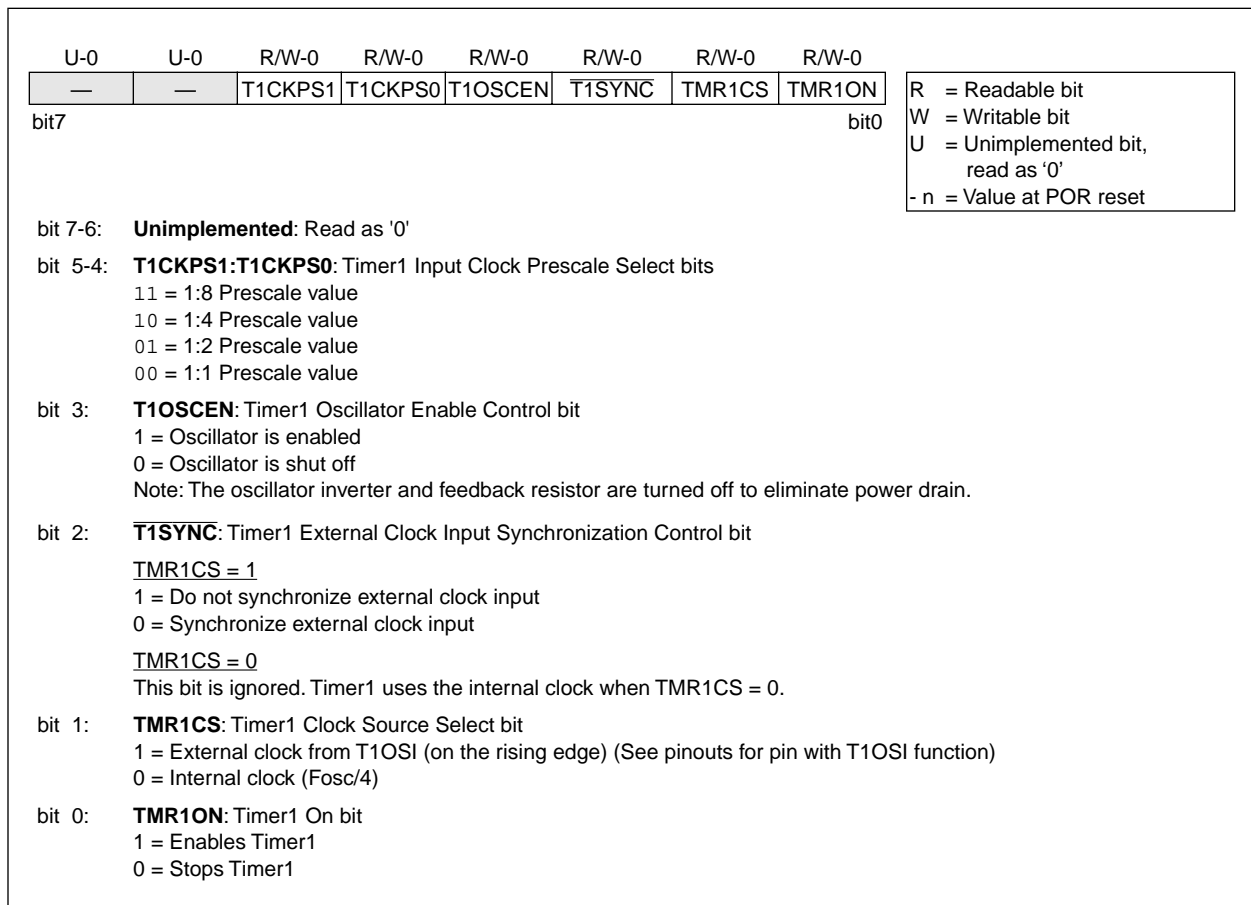 U-0 U-0 R/W-0 R/W-0 R/W-0 R/W-0 R/W-0 R/W-0
— — T1CKPS1 T1CKPS0 T1OSCEN T1SYNC TMR1CS TMR1ON
bit7 bit0
R = Readable bit
W = Writable bit
U = Unimplemented bit,
read as ‘0’
- n = Value at POR reset
bit 7-6: Unimplemented: Read as '0'
bit 5-4: T1CKPS1:T1CKPS0: Timer1 Input Clock Prescale Select bits
11 = 1:8 Prescale value
10 = 1:4 Prescale value
01 = 1:2 Prescale value
00 = 1:1 Prescale value
bit 3: T1OSCEN: Timer1 Oscillator Enable Control bit
1 = Oscillator is enabled
0 = Oscillator is shut off
Note: The oscillator inverter and feedback resistor are turned off to eliminate power drain.
bit 2: T1SYNC: Timer1 External Clock Input Synchronization Control bit
TMR1CS = 1
1 = Do not synchronize external clock input
0 = Synchronize external clock input
TMR1CS = 0
This bit is ignored. Timer1 uses the internal clock when TMR1CS = 0.
bit 1: TMR1CS: Timer1 Clock Source Select bit
1 = External clock from T1OSI (on the rising edge) (See pinouts for pin with T1OSI function)
0 = Internal clock (Fosc/4)
bit 0: TMR1ON: Timer1 On bit
1 = Enables Timer1
0 = Stops Timer1